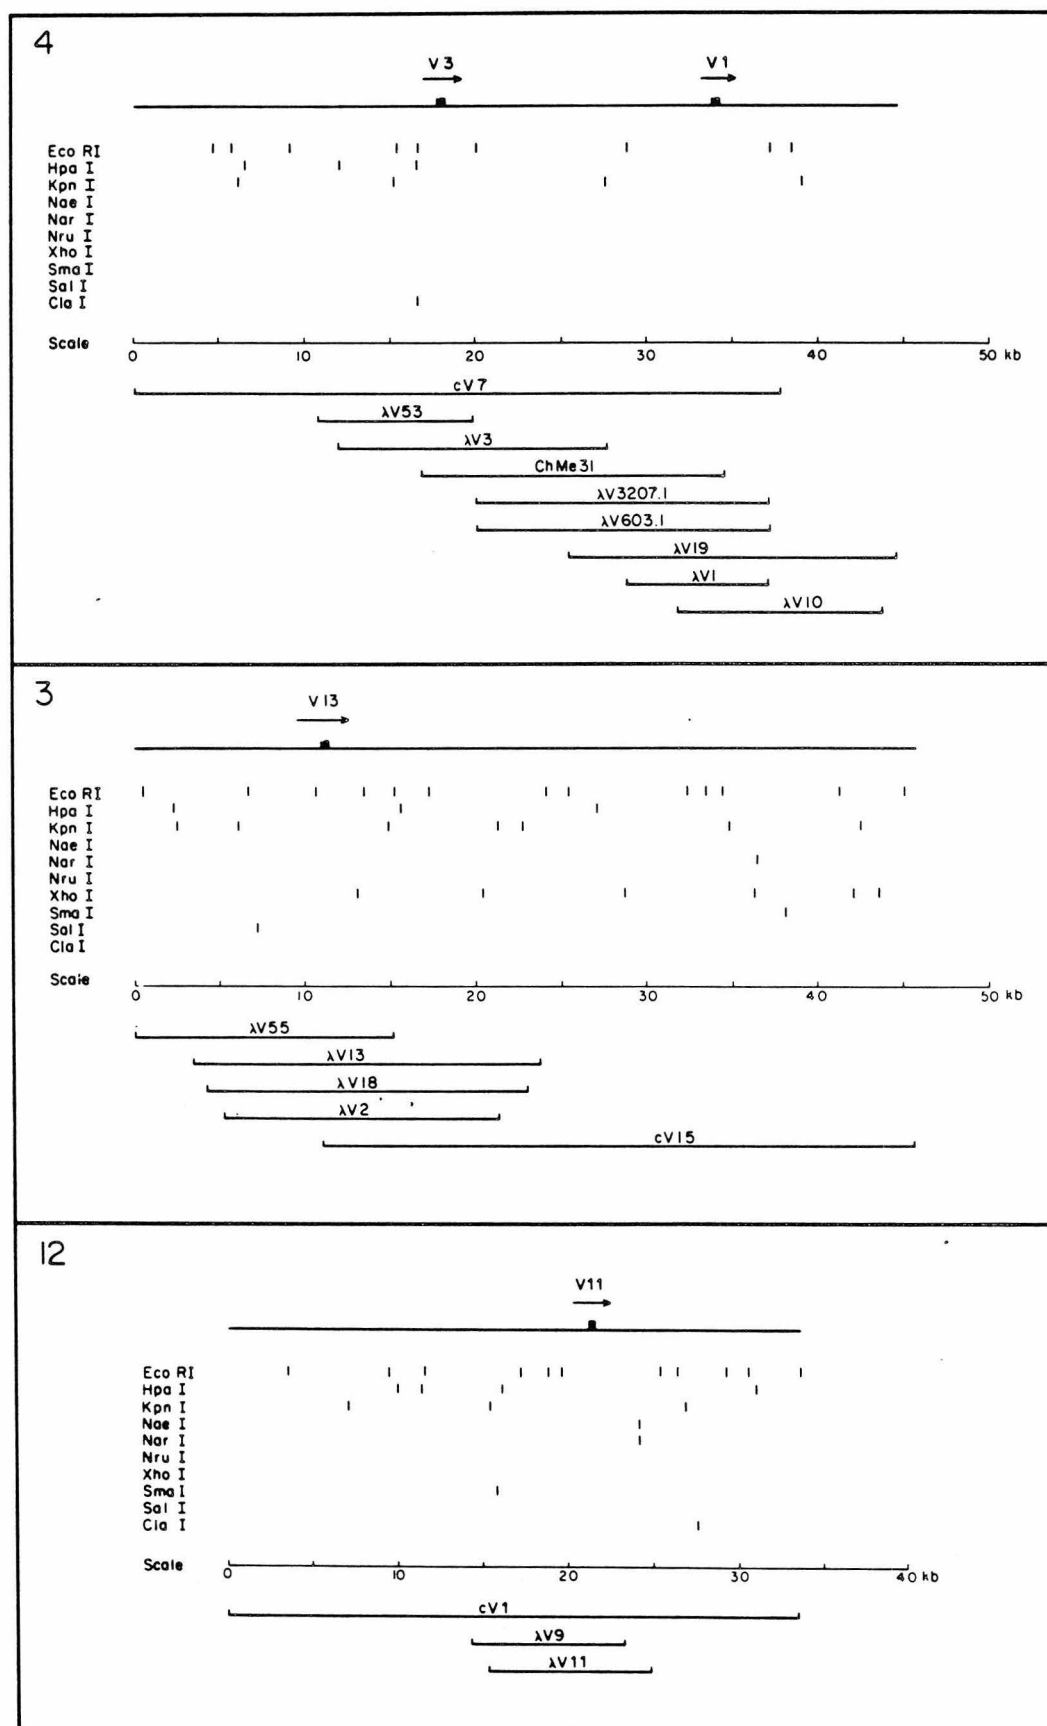 4
V3 V1
Eco RI
Hpa I
Kpn I
Nae I
Nar I
Nru I
Xho I
Sma I
Sal I
Cla I
Scale 0 10 20 30 40 50 kb
cV7
λV53
λV3
ChMe31
λV3207.1
λV603.1
λV19
λV1
λV10
3
V13
Eco RI
Hpa I
Kpn I
Nae I
Nar I
Nru I
Xho I
Sma I
Sal I
Cla I
Scale 0 10 20 30 40 50 kb
λV55
λV13
λV18
λV2
cV15
12
V11
Eco RI
Hpa I
Kpn I
Nae I
Nar I
Nru I
Xho I
Sma I
Sal I
Cla I
Scale 0 10 20 30 40 kb
cV1
λV9
λV11